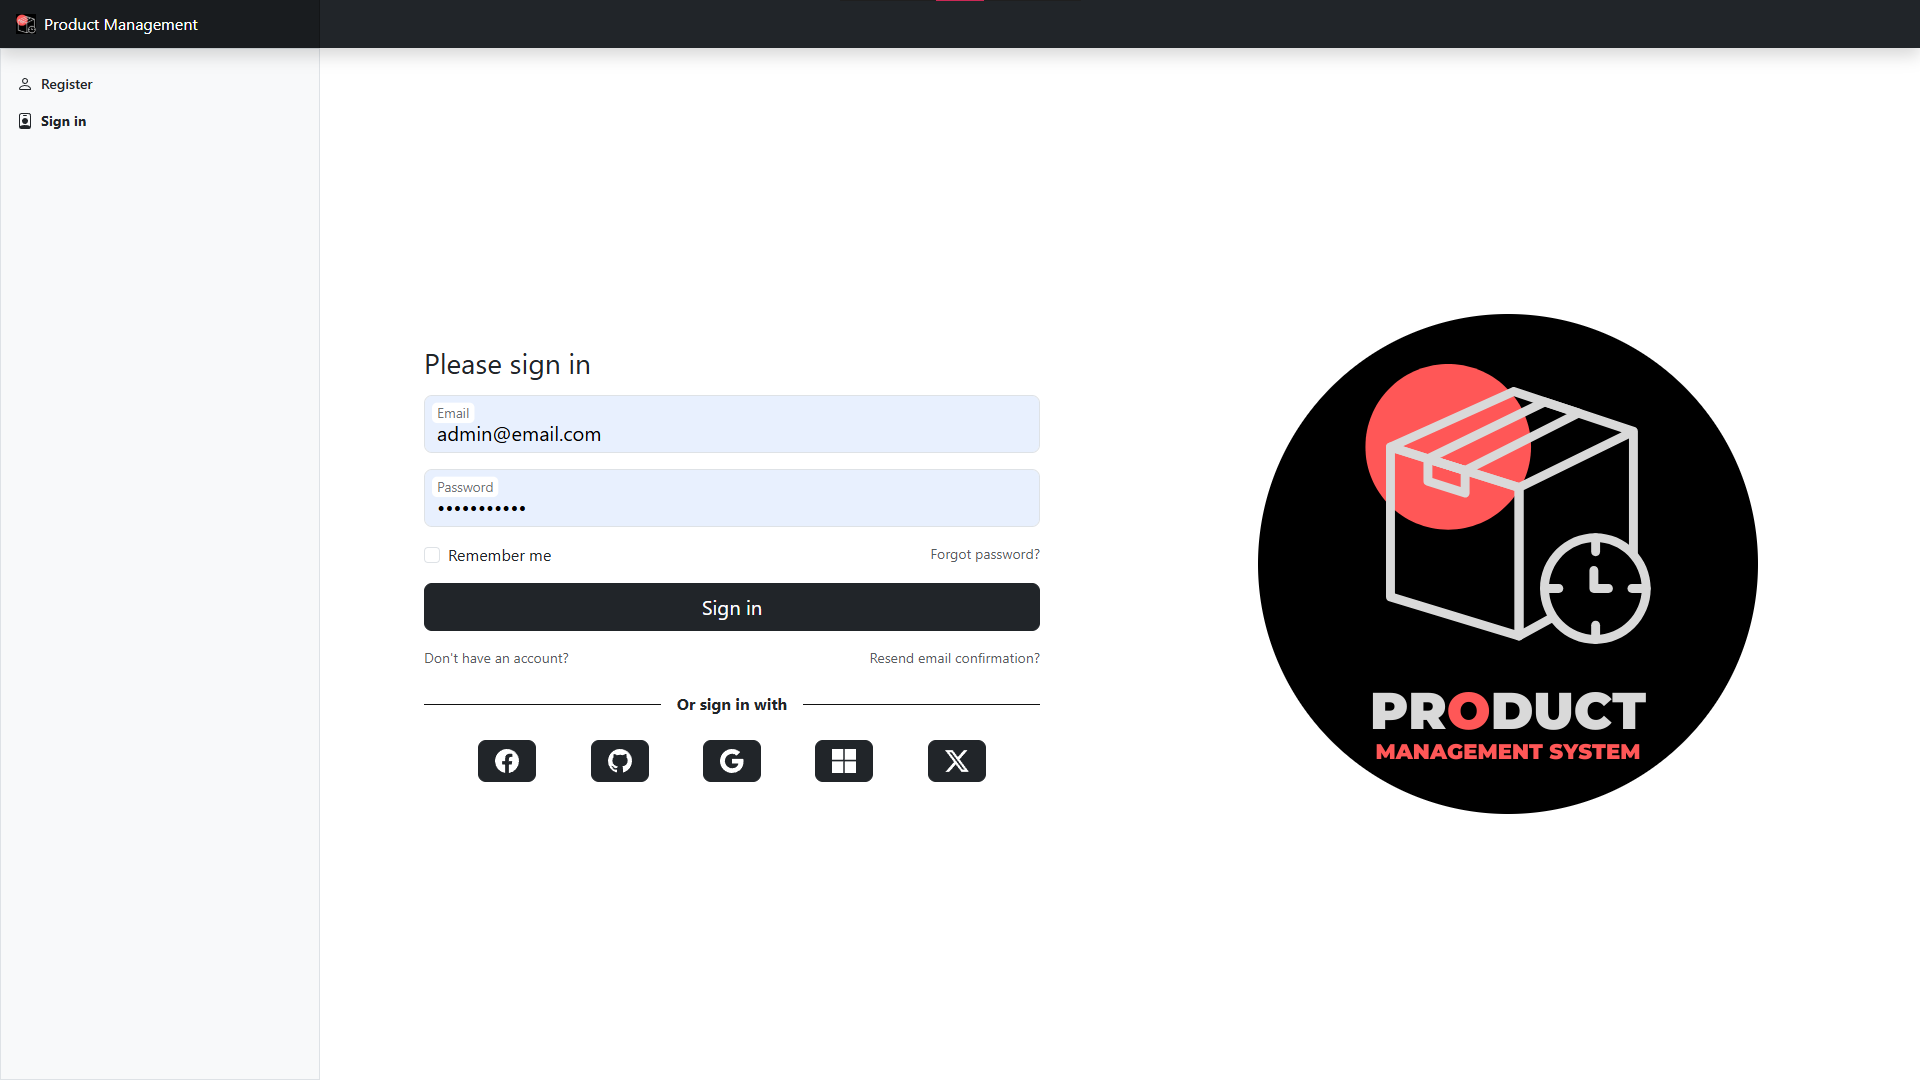 Product Management
Register
Sign in
Please sign in
Email
admin@email.com
Password
•••••••••••
Remember me
Forgot password?
Sign in
Don't have an account?
Resend email confirmation?
Or sign in with
PRODUCT
MANAGEMENT SYSTEM